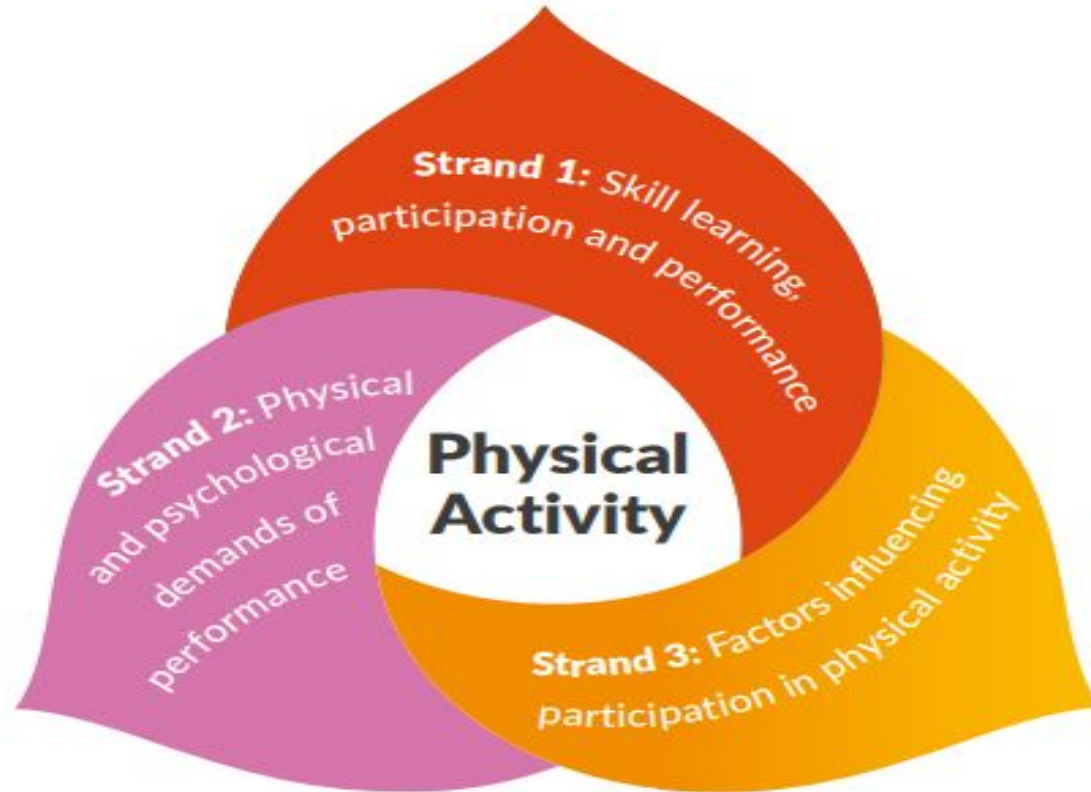 Strand 1: Skill learning,
participation and performance
Strand 2: Physical
and psychological
demands of
performance
Physical
Activity
Strand 3: Factors influencing
participation in physical activity